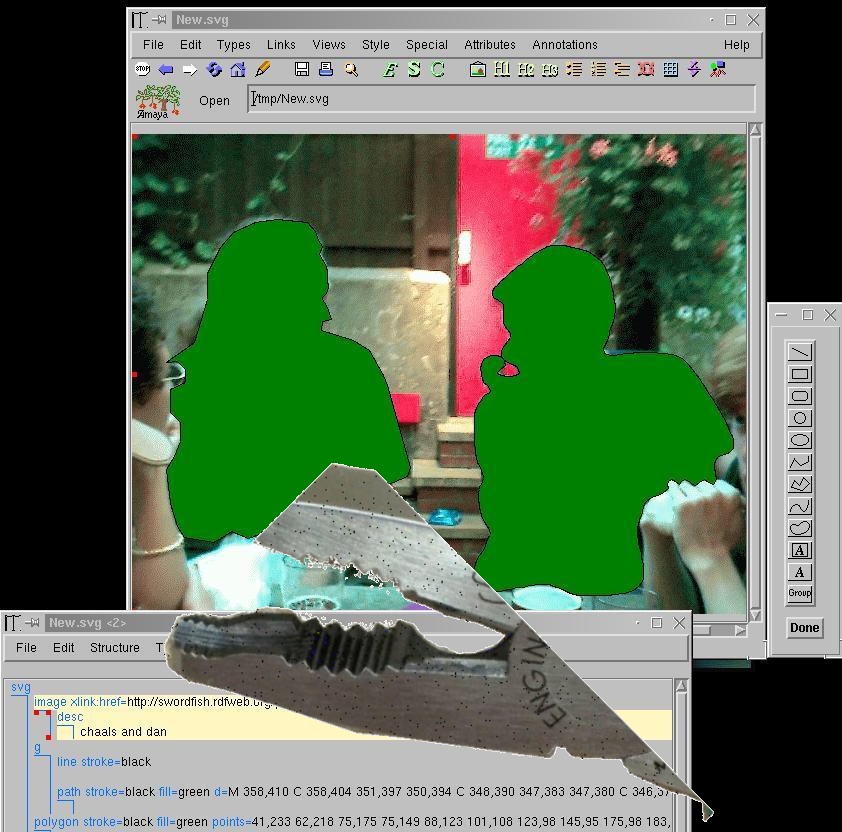 New.svg
File Edit Types Links Views Style Special Attributes Annotations Help
STOP E S C H1 H2 H3
Amaya Open /tmp/New.svg
A
A
Group
Done
New.svg <2>
File Edit Structure
svg
image xlink:href=http://swordfish.rdfweb.org
desc
chaals and dan
g
line stroke=black
path stroke=black fill=green d=M 358,410 C 358,404 351,397 350,394 C 348,390 347,383 347,380 C 346,37
polygon stroke=black fill=green points=41,233 62,218 75,175 75,149 88,123 101,108 123,98 145,95 175,98 183,
ENGIN